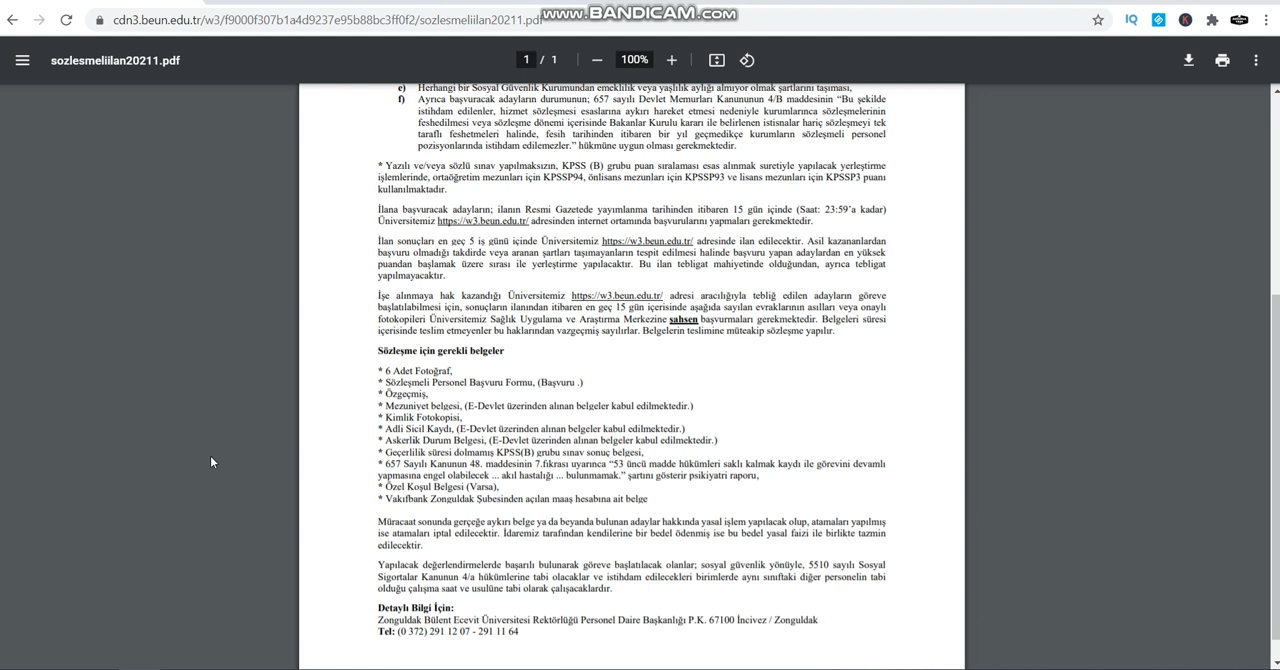 cdn3.beun.edu.tr/w3/f9000f307b1a4d9237e95b88bc3ff0f2/sozlesmeliilan20211.pdf
www.BANDICAM.com
IQ
K
sozlesmeliilan20211.pdf
1 / 1
100%
e) Herhangi bir Sosyal Güvenlik Kurumundan emeklilik veya yaşlılık aylığı almıyor olmak şartlarını taşıması,
f) Ayrıca başvuracak adayların durumunun; 657 sayılı Devlet Memurları Kanununun 4/B maddesinin “Bu şekilde
istihdam edilenler, hizmet sözleşmesi esaslarına aykırı hareket etmesi nedeniyle kurumlarınca sözleşmelerinin
feshedilmesi veya sözleşme dönemi içerisinde Bakanlar Kurulu kararı ile belirlenen istisnalar hariç sözleşmeyi tek
taraflı feshetmeleri halinde, fesih tarihinden itibaren bir yıl geçmedikçe kurumların sözleşmeli personel
pozisyonlarında istihdam edilemezler.” hükmüne uygun olması gerekmektedir.
* Yazılı ve/veya sözlü sınav yapılmaksızın, KPSS (B) grubu puan sıralaması esas alınmak suretiyle yapılacak yerleştirme
işlemlerinde, ortaöğretim mezunları için KPSSP94, önlisans mezunları için KPSSP93 ve lisans mezunları için KPSSP3 puanı
kullanılmaktadır.
İlana başvuracak adayların; ilanın Resmi Gazetede yayımlanma tarihinden itibaren 15 gün içinde (Saat: 23:59’a kadar)
Üniversitemiz https://w3.beun.edu.tr/ adresinden internet ortamında başvurularını yapmaları gerekmektedir.
İlan sonuçları en geç 5 iş günü içinde Üniversitemiz https://w3.beun.edu.tr/ adresinde ilan edilecektir. Asil kazananlardan
başvuru olmadığı takdirde veya aranan şartları taşımayanların tespit edilmesi halinde başvuru yapan adaylardan en yüksek
puandan başlamak üzere sırası ile yerleştirme yapılacaktır. Bu ilan tebligat mahiyetinde olduğundan, ayrıca tebligat
yapılmayacaktır.
İşe alınmaya hak kazandığı Üniversitemiz https://w3.beun.edu.tr/ adresi aracılığıyla tebliğ edilen adayların göreve
başlatılabilmesi için, sonuçların ilanından itibaren en geç 15 gün içerisinde aşağıda sayılan evraklarının asılları veya onaylı
fotokopileri Üniversitemiz Sağlık Uygulama ve Araştırma Merkezine şahsen başvurmaları gerekmektedir. Belgeleri süresi
içerisinde teslim etmeyenler bu haklarından vazgeçmiş sayılırlar. Belgelerin teslimine müteakip sözleşme yapılır.
Sözleşme için gerekli belgeler
* 6 Adet Fotoğraf,
* Sözleşmeli Personel Başvuru Formu, (Başvuru .)
* Özgeçmiş,
* Mezuniyet belgesi, (E-Devlet üzerinden alınan belgeler kabul edilmektedir.)
* Kimlik Fotokopisi,
* Adli Sicil Kaydı, (E-Devlet üzerinden alınan belgeler kabul edilmektedir.)
* Askerlik Durum Belgesi, (E-Devlet üzerinden alınan belgeler kabul edilmektedir.)
* Geçerlilik süresi dolmamış KPSS(B) grubu sınav sonuç belgesi,
* 657 Sayılı Kanunun 48. maddesinin 7.fıkrası uyarınca “53 üncü madde hükümleri saklı kalmak kaydı ile görevini devamlı
yapmasına engel olabilecek ... akıl hastalığı ... bulunmamak.” şartını gösterir psikiyatri raporu,
* Özel Koşul Belgesi (Varsa),
* Vakıfbank Zonguldak Şubesinden açılan maaş hesabına ait belge
Müracaat sonunda gerçeğe aykırı belge ya da beyanda bulunan adaylar hakkında yasal işlem yapılacak olup, atamaları yapılmış
ise atamaları iptal edilecektir. İdaremiz tarafından kendilerine bir bedel ödenmiş ise bu bedel yasal faizi ile birlikte tazmin
edilecektir.
Yapılacak değerlendirmelerde başarılı bulunarak göreve başlatılacak olanlar; sosyal güvenlik yönüyle, 5510 sayılı Sosyal
Sigortalar Kanunun 4/a hükümlerine tabi olacaklar ve istihdam edilecekleri birimlerde aynı sınıftaki diğer personelin tabi
olduğu çalışma saat ve usulüne tabi olarak çalışacaklardır.
Detaylı Bilgi İçin:
Zonguldak Bülent Ecevit Üniversitesi Rektörlüğü Personel Daire Başkanlığı P.K. 67100 İncivez / Zonguldak
Tel: (0 372) 291 12 07 - 291 11 64